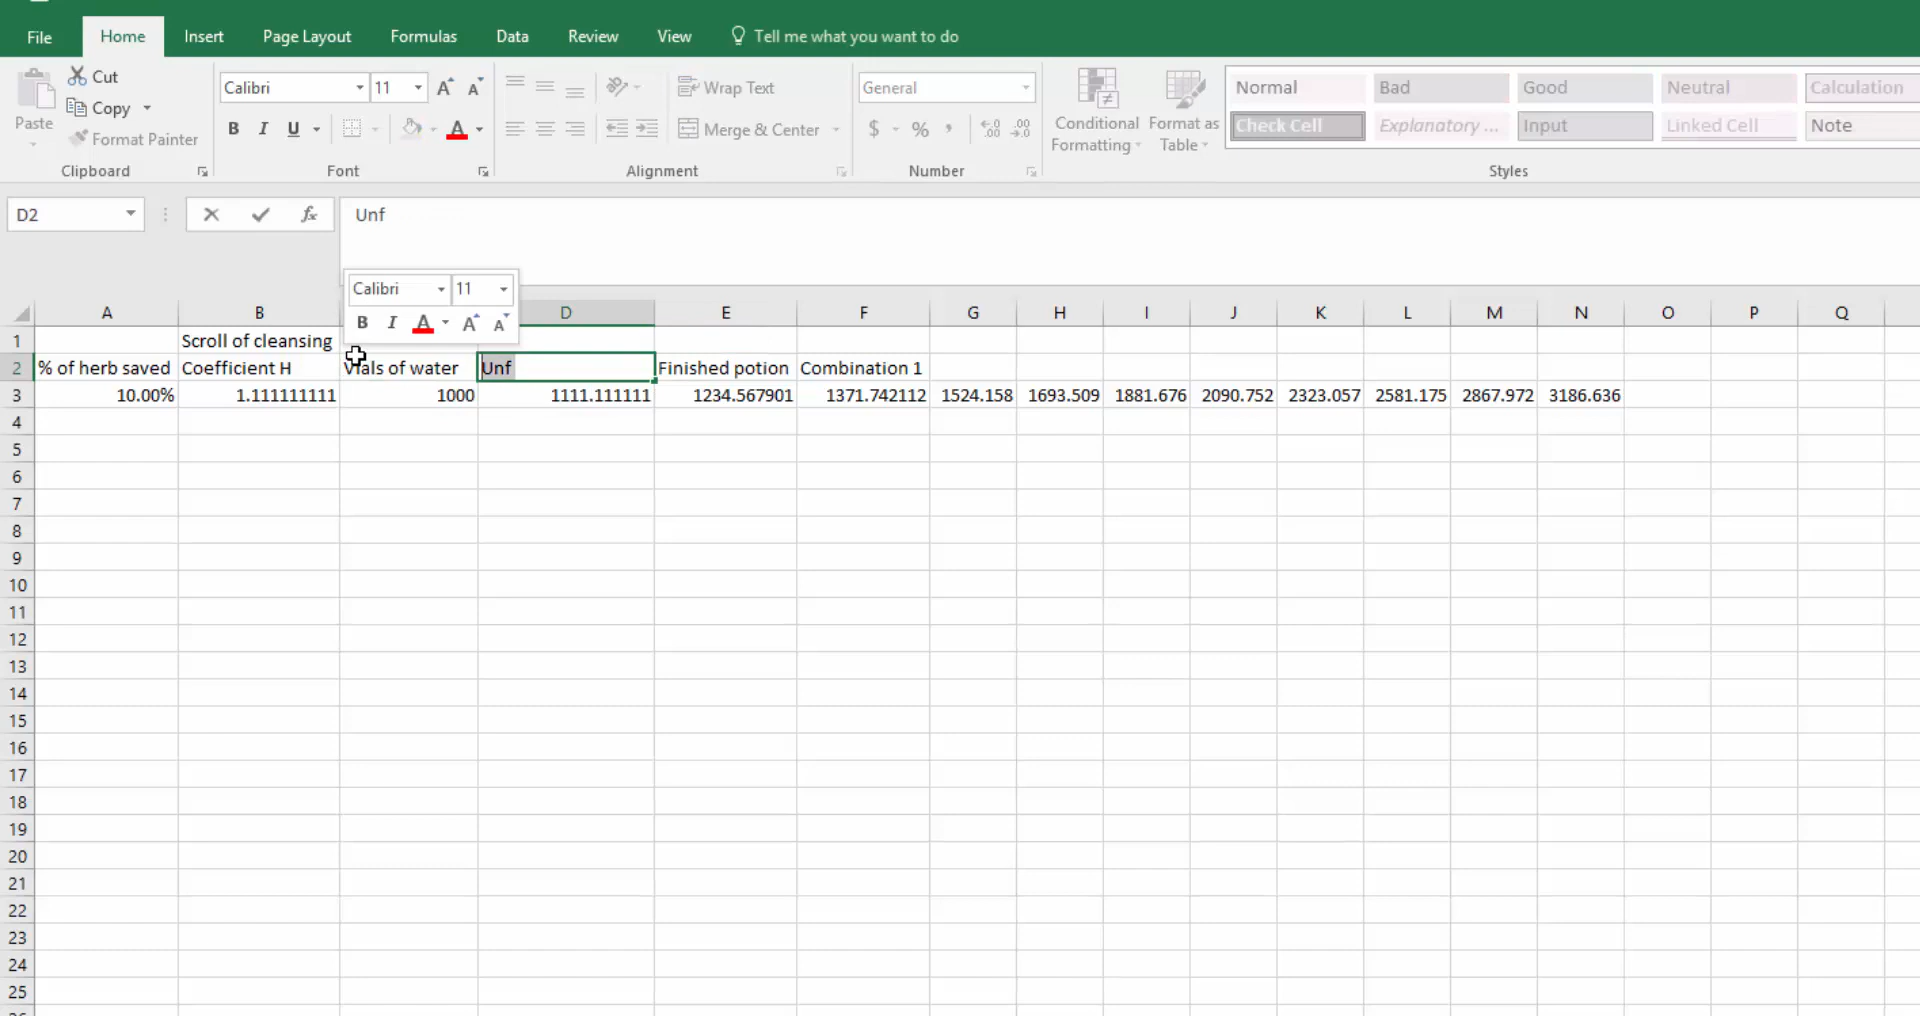 File Home Insert Page Layout Formulas Data Review View Tell me what you want to do
Paste
Cut
Copy
Format Painter
Clipboard
Calibri 11 A A
B I U A
Font
Wrap Text
Merge & Center
Alignment
General
$ % , .0 .00 .00 .0
Number
Conditional Formatting
Format as Table
Normal Bad Good Neutral Calculation
Check Cell Explanatory ... Input Linked Cell Note
Styles
D2 fx Unf
Calibri 11
B I A A A
A B D E F G H I J K L M N O P Q
1 Scroll of cleansing
2 % of herb saved Coefficient H Vials of water Unf Finished potion Combination 1
3 10.00% 1.111111111 1000 1111.111111 1234.567901 1371.742112 1524.158 1693.509 1881.676 2090.752 2323.057 2581.175 2867.972 3186.636
4
5
6
7
8
9
10
11
12
13
14
15
16
17
18
19
20
21
22
23
24
25